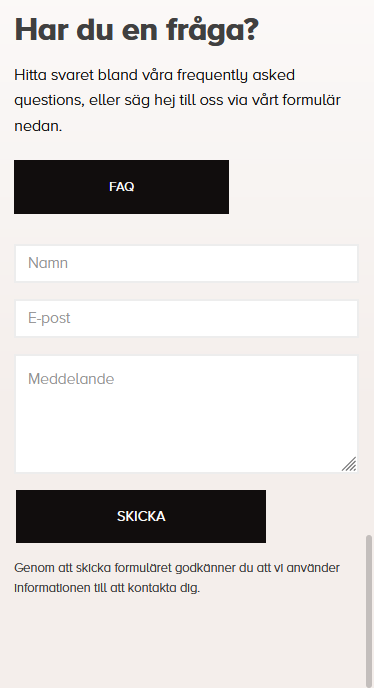 Har du en fråga?
Hitta svaret bland våra frequently asked
questions, eller säg hej till oss via vårt formulär
nedan.
FAQ
Namn
E-post
Meddelande
SKICKA
Genom att skicka formuläret godkänner du att vi använder
informationen till att kontakta dig.